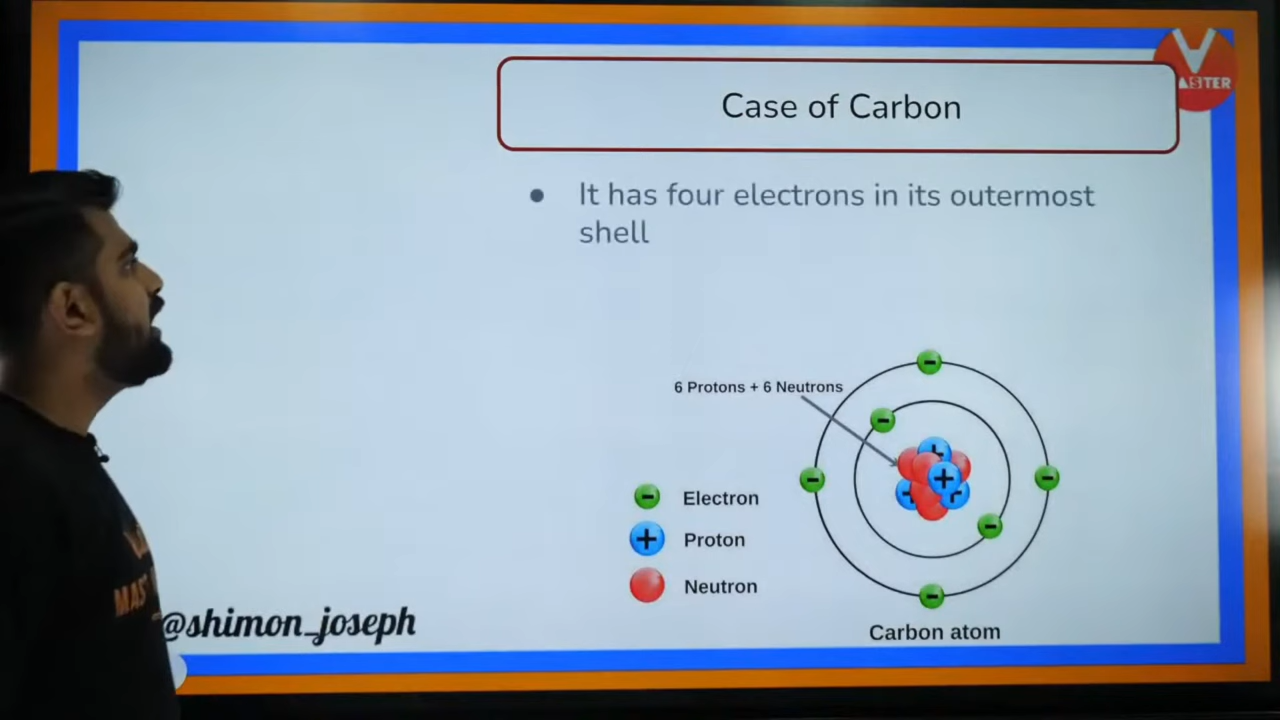 Case of Carbon
ASTER
It has four electrons in its outermost
shell
6 Protons + 6 Neutrons
Electron
Proton
Neutron
@shimon_joseph
Carbon atom